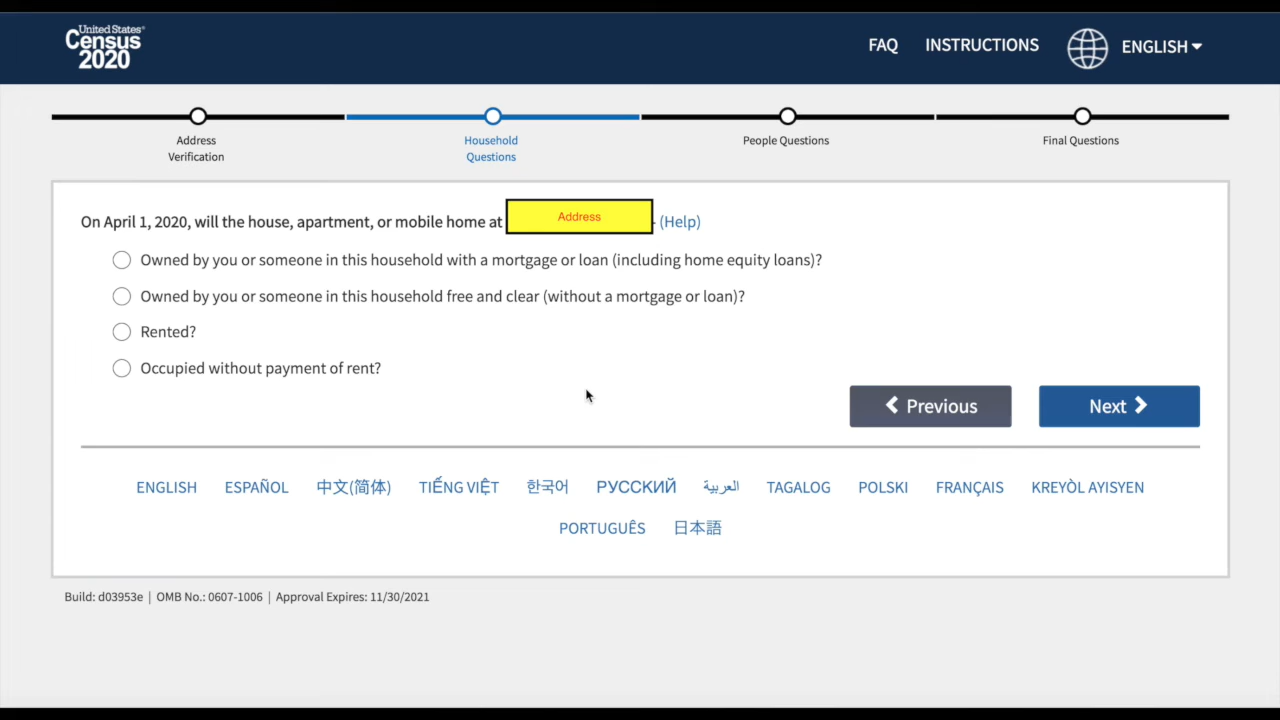 United States®
Census
2020
FAQ
INSTRUCTIONS
ENGLISH
Address
Verification
Household
Questions
People Questions
Final Questions
On April 1, 2020, will the house, apartment, or mobile home at Address - (Help)
Owned by you or someone in this household with a mortgage or loan (including home equity loans)?
Owned by you or someone in this household free and clear (without a mortgage or loan)?
Rented?
Occupied without payment of rent?
Previous
Next
ENGLISH ESPAÑOL 中文(简体) TIẾNG VIỆT 한국어 РУССКИЙ العربية TAGALOG POLSKI FRANÇAIS KREYÒL AYISYEN
PORTUGUÊS 日本語
Build: d03953e | OMB No.: 0607-1006 | Approval Expires: 11/30/2021